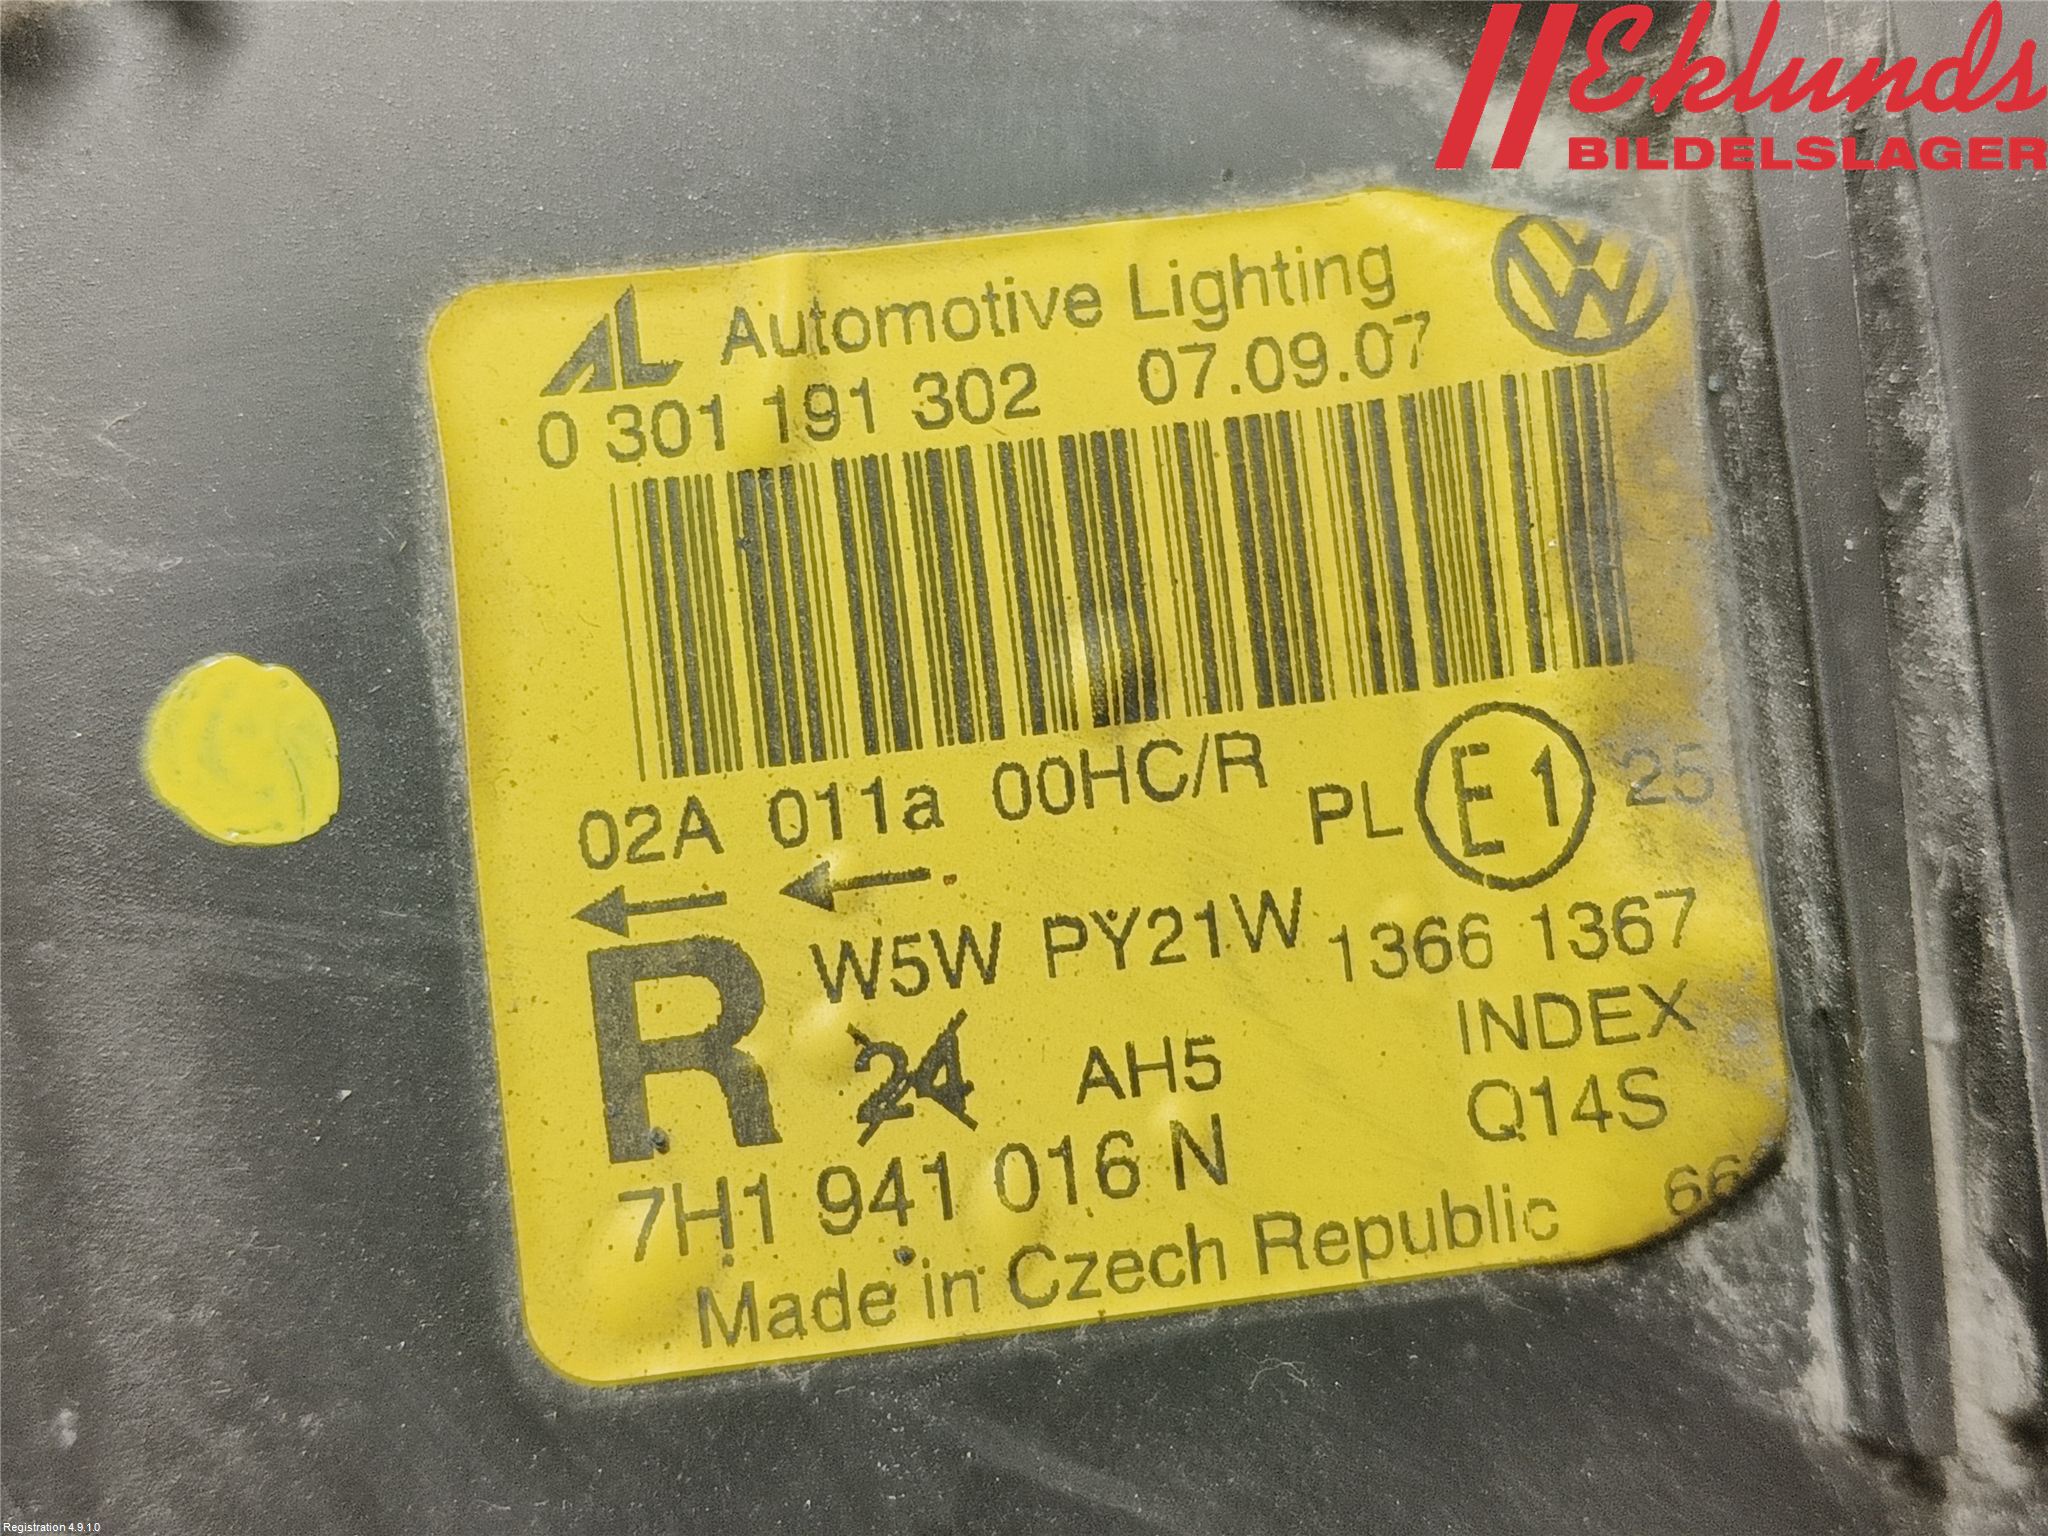 Eklunds
BILDELSLAGER
AL Automotive Lighting
0 301 191 302 07.09.07
02A 011a 00HC/R PL E1 25
R W5W PY21W 1366 1367
24 AH5 INDEX
7H1 941 016 N Q14S
Made in Czech Republic
Registration 4.9.1.0